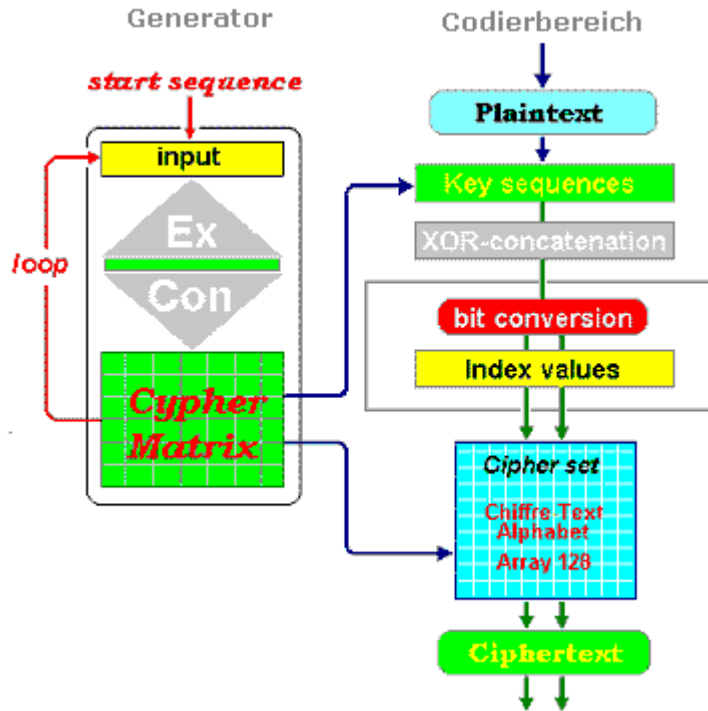 Generator
Codierbereich
start sequence
input
Ex
Con
loop
Cypher
Matrix
Plaintext
Key sequences
XOR-concatenation
bit conversion
Index values
Cipher set
Chiffre-Text
Alphabet
Array 128
Ciphertext